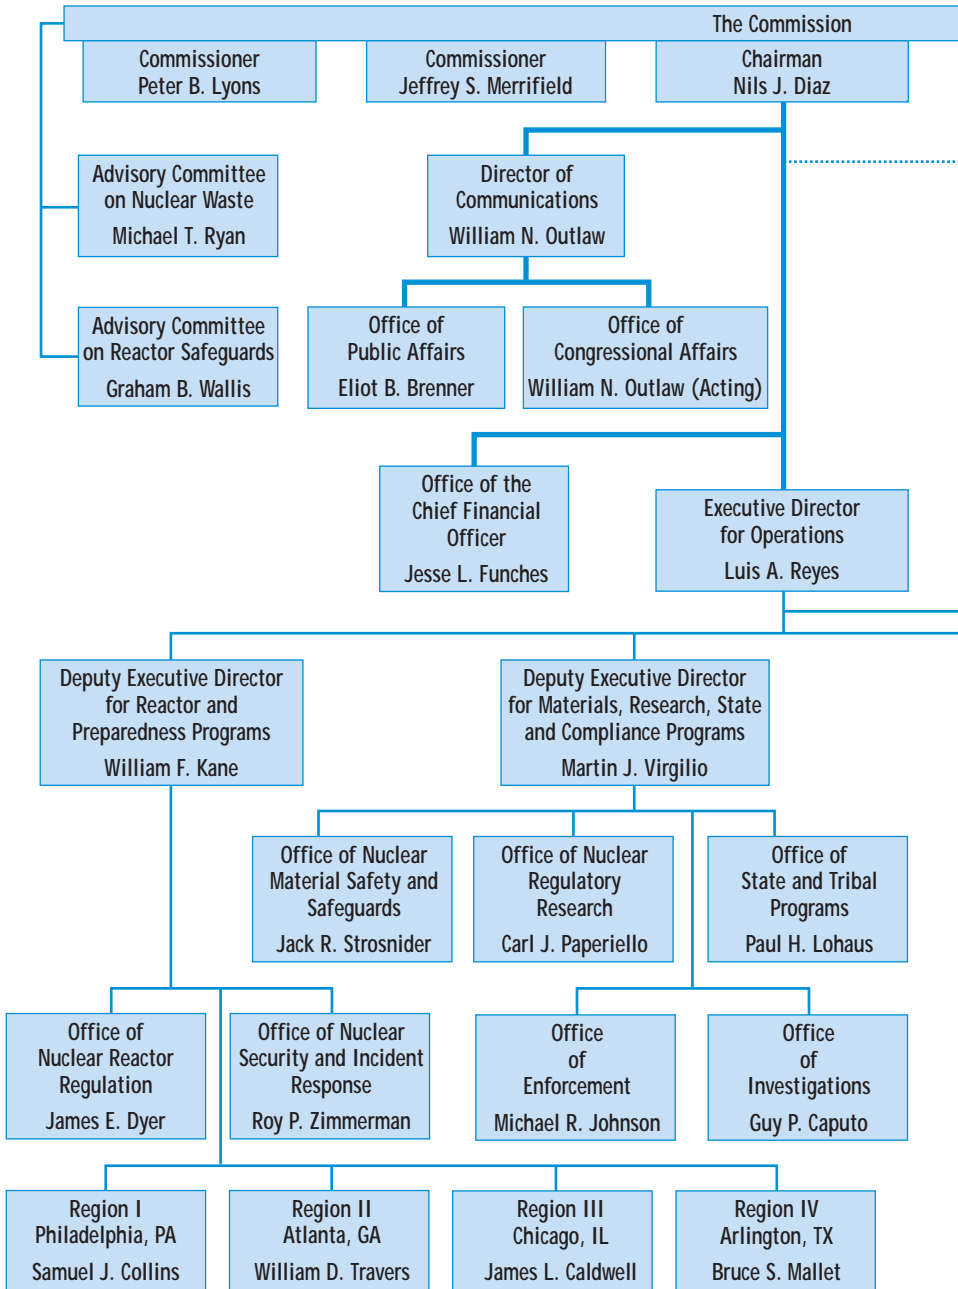 The Commission
Commissioner
Peter B. Lyons
Commissioner
Jeffrey S. Merrifield
Chairman
Nils J. Diaz
Advisory Committee
on Nuclear Waste
Michael T. Ryan
Director of
Communications
William N. Outlaw
Advisory Committee
on Reactor Safeguards
Graham B. Wallis
Office of
Public Affairs
Eliot B. Brenner
Office of
Congressional Affairs
William N. Outlaw (Acting)
Office of the
Chief Financial
Officer
Jesse L. Funches
Executive Director
for Operations
Luis A. Reyes
Deputy Executive Director
for Reactor and
Preparedness Programs
William F. Kane
Deputy Executive Director
for Materials, Research, State
and Compliance Programs
Martin J. Virgilio
Office of Nuclear
Material Safety and
Safeguards
Jack R. Strosnider
Office of Nuclear
Regulatory
Research
Carl J. Paperiello
Office of
State and Tribal
Programs
Paul H. Lohaus
Office of
Nuclear Reactor
Regulation
James E. Dyer
Office of Nuclear
Security and Incident
Response
Roy P. Zimmerman
Office
of
Enforcement
Michael R. Johnson
Office
of
Investigations
Guy P. Caputo
Region I
Philadelphia, PA
Samuel J. Collins
Region II
Atlanta, GA
William D. Travers
Region III
Chicago, IL
James L. Caldwell
Region IV
Arlington, TX
Bruce S. Mallet